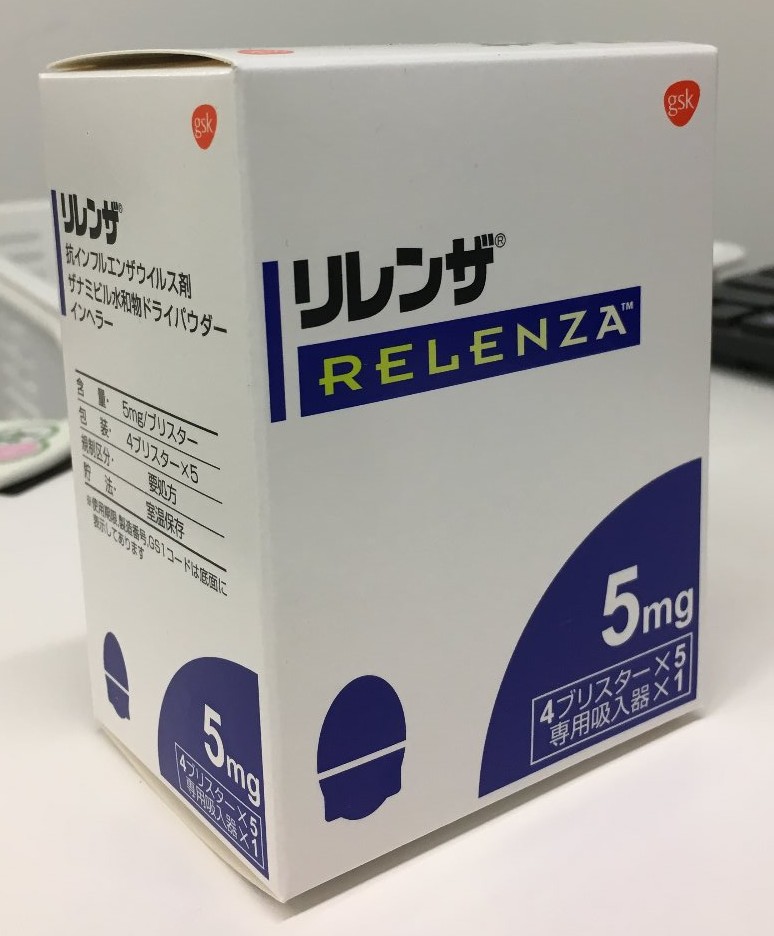 gsk
リレンザ®
抗インフルエンザウイルス剤
ザナミビル水和物ドライパウダー
インヘラー
含量: 5mg/ブリスター
包装: 4ブリスター×5
規制区分: 要処方
貯法: 室温保存
※使用期限,製造番号,GS1コードは底面に
表示してあります
5mg
4ブリスター×5
専用吸入器×1
gsk
リレンザ®
RELENZA™
5mg
4ブリスター×5
専用吸入器×1